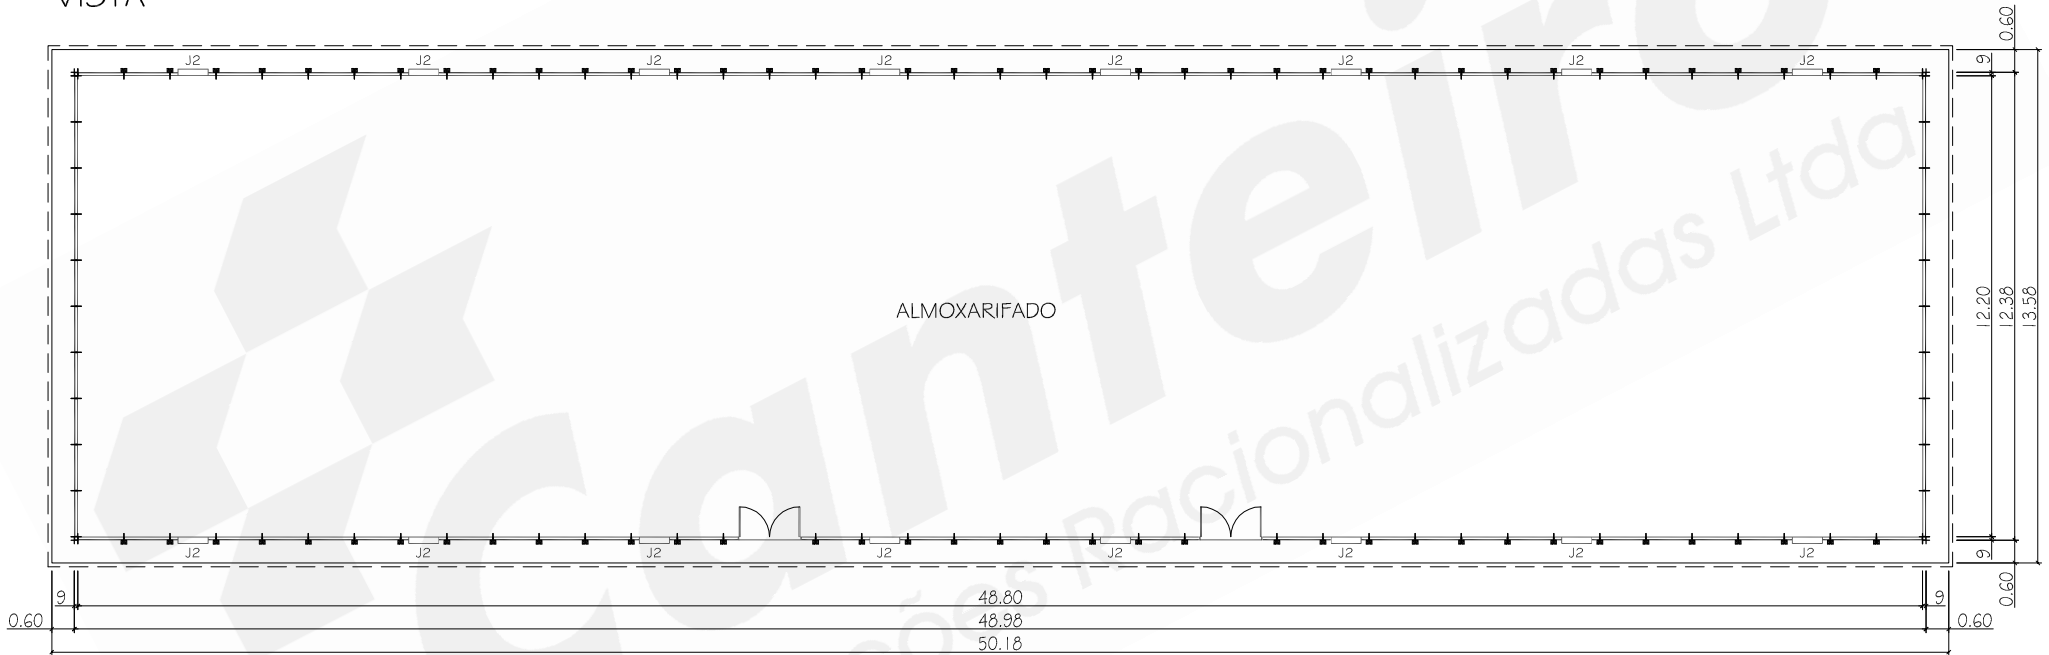 VISTA
0.60
J2 J2 J2 J2 J2 J2 J2 J2
9
canteiro
ALMOXARIFADO
12.20
12.38
13.58
ções Racionalizadas Ltda
J2 J2 J2 J2 J2 J2 J2 J2
9
0.60
9 48.80 9
0.60 48.98 0.60
50.18